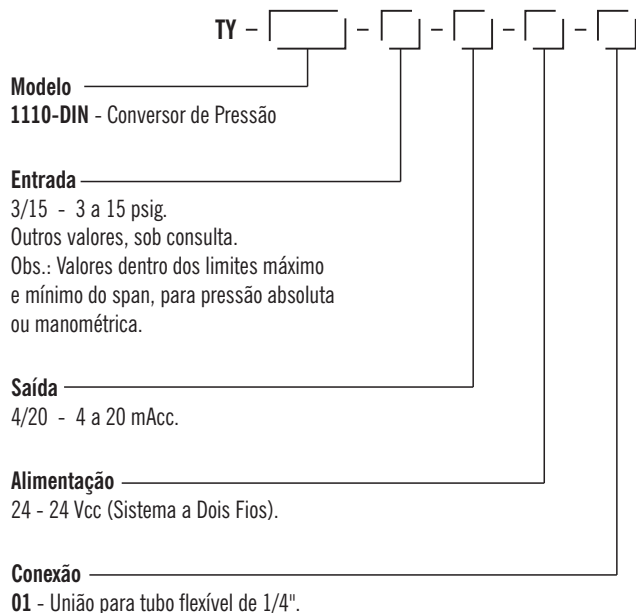 TY - - - - -
Modelo
1110-DIN - Conversor de Pressão
Entrada
3/15 - 3 a 15 psig.
Outros valores, sob consulta.
Obs.: Valores dentro dos limites máximo
e mínimo do span, para pressão absoluta
ou manométrica.
Saída
4/20 - 4 a 20 mAcc.
Alimentação
24 - 24 Vcc (Sistema a Dois Fios).
Conexão
01 - União para tubo flexível de 1/4".